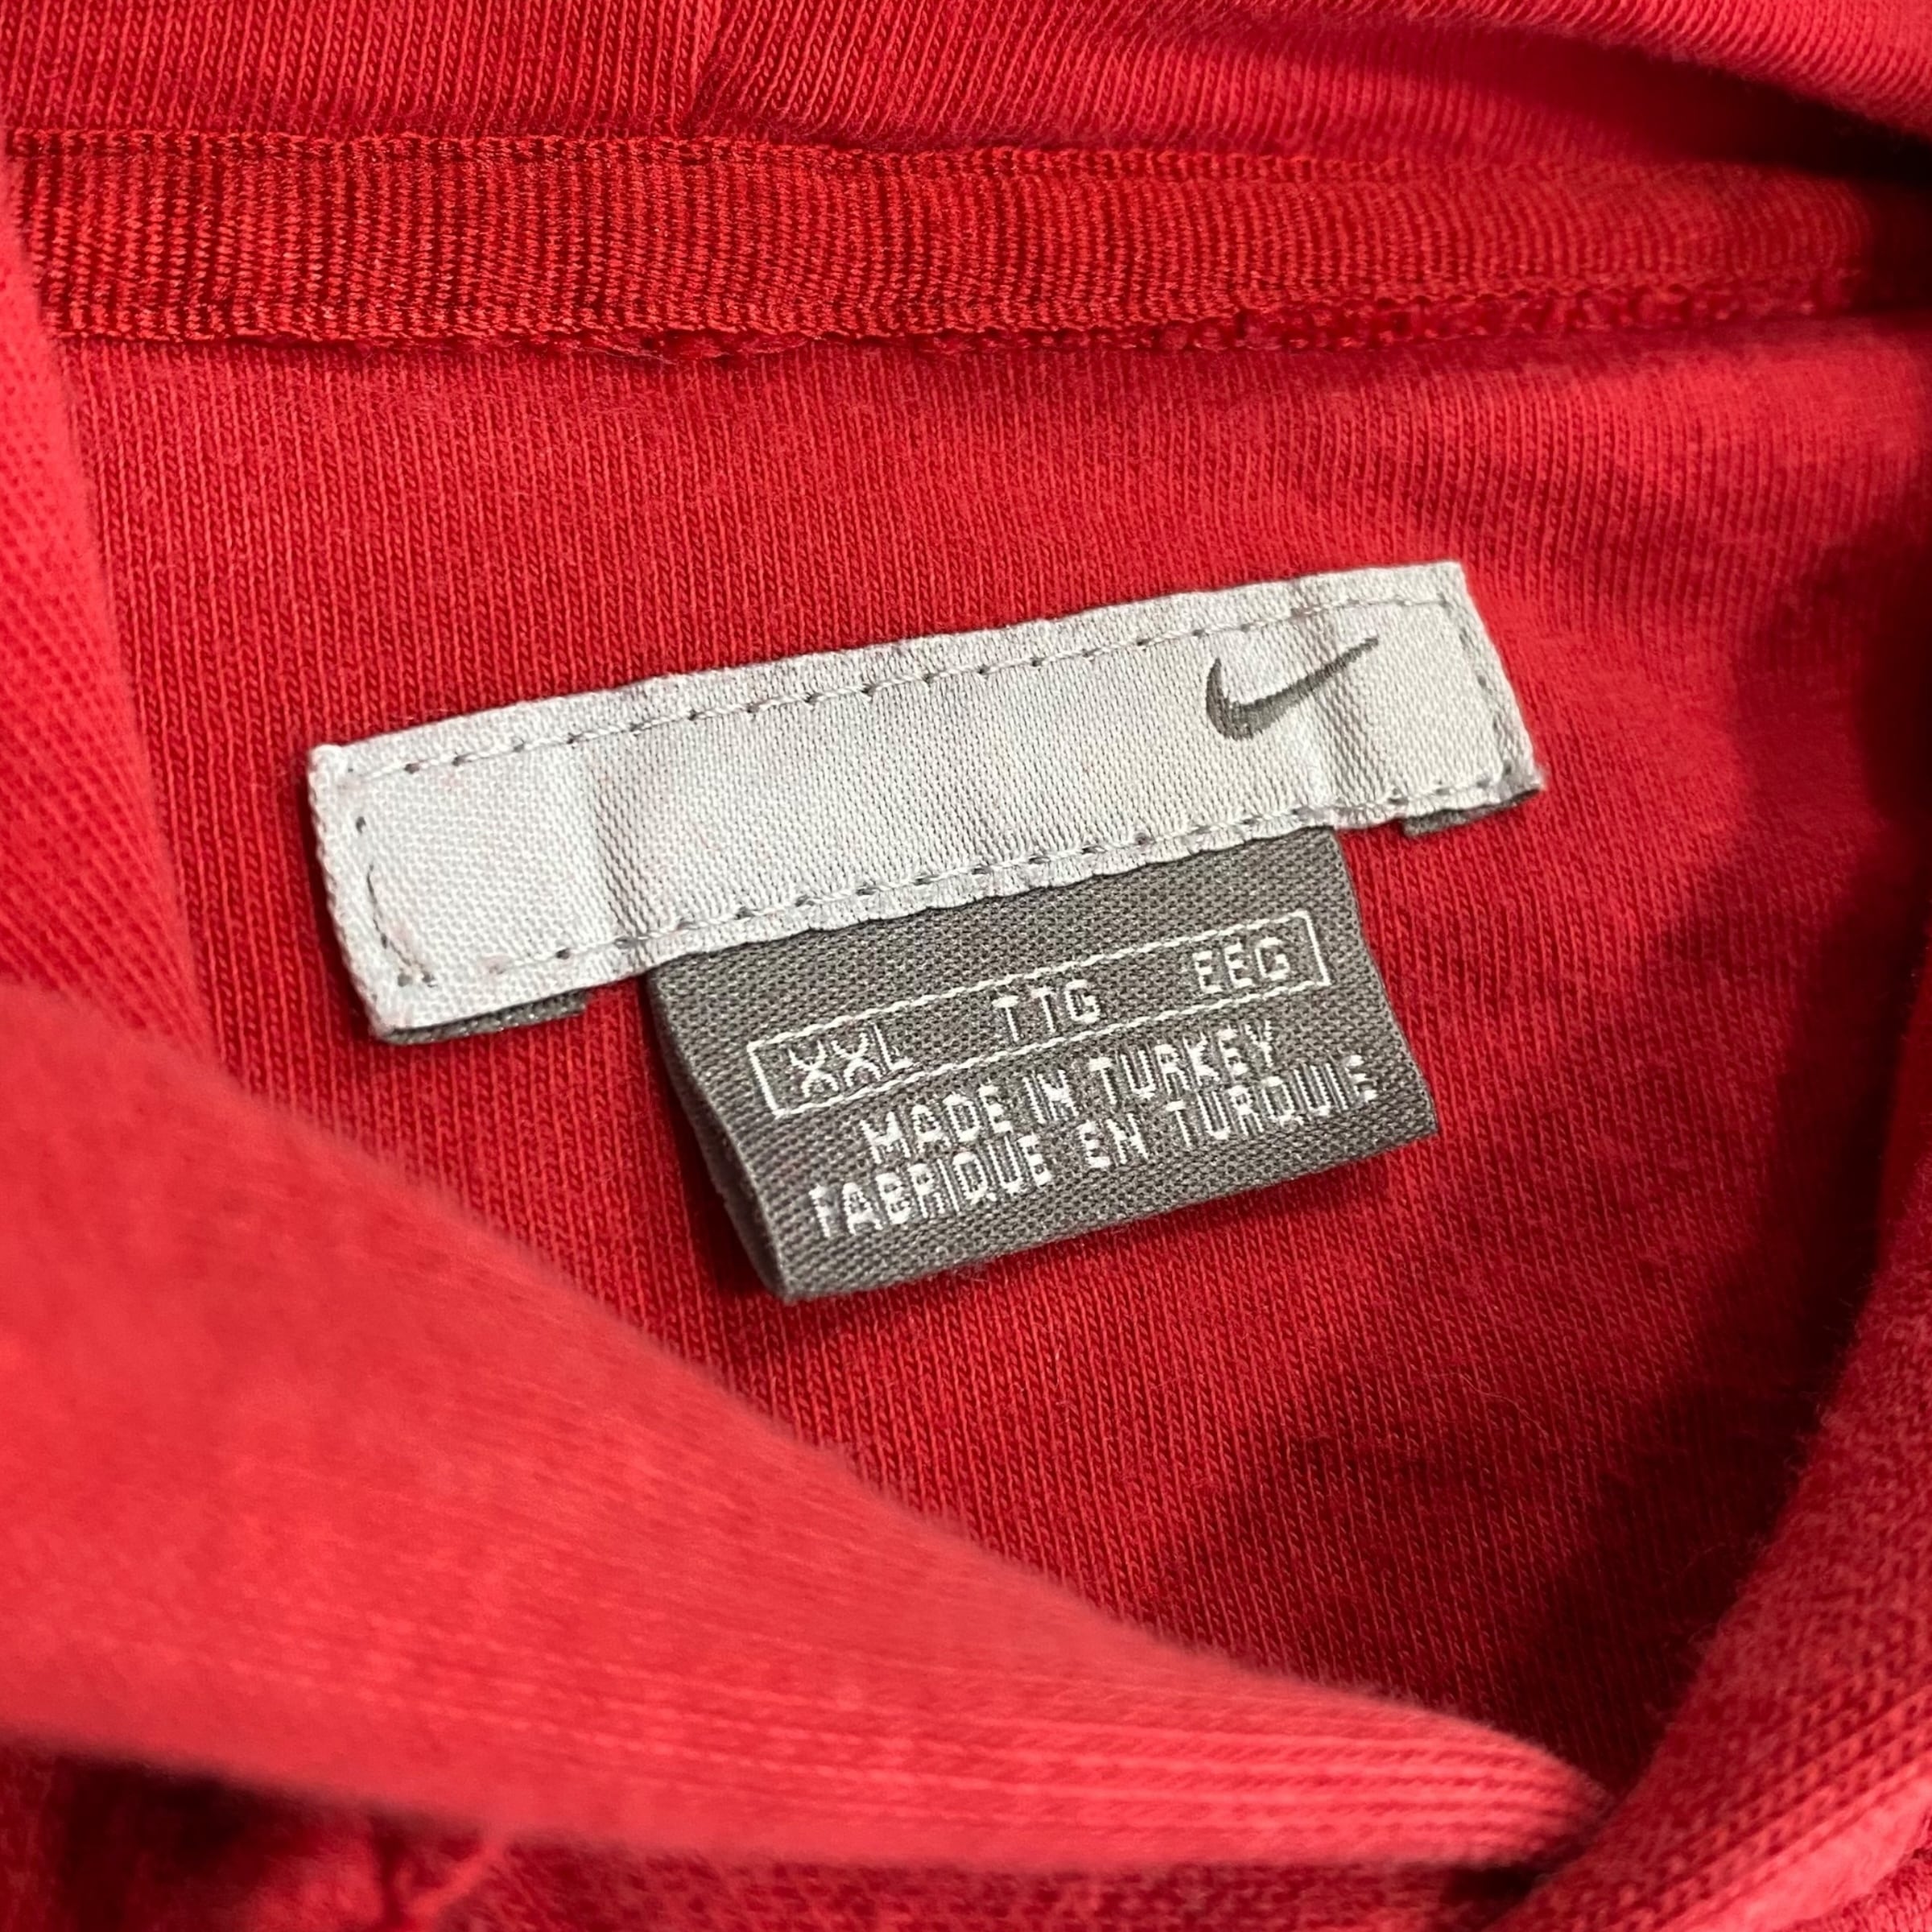 XXL TTG EEG
MADE IN TURKEY
FABRIQUE EN TURQUIE